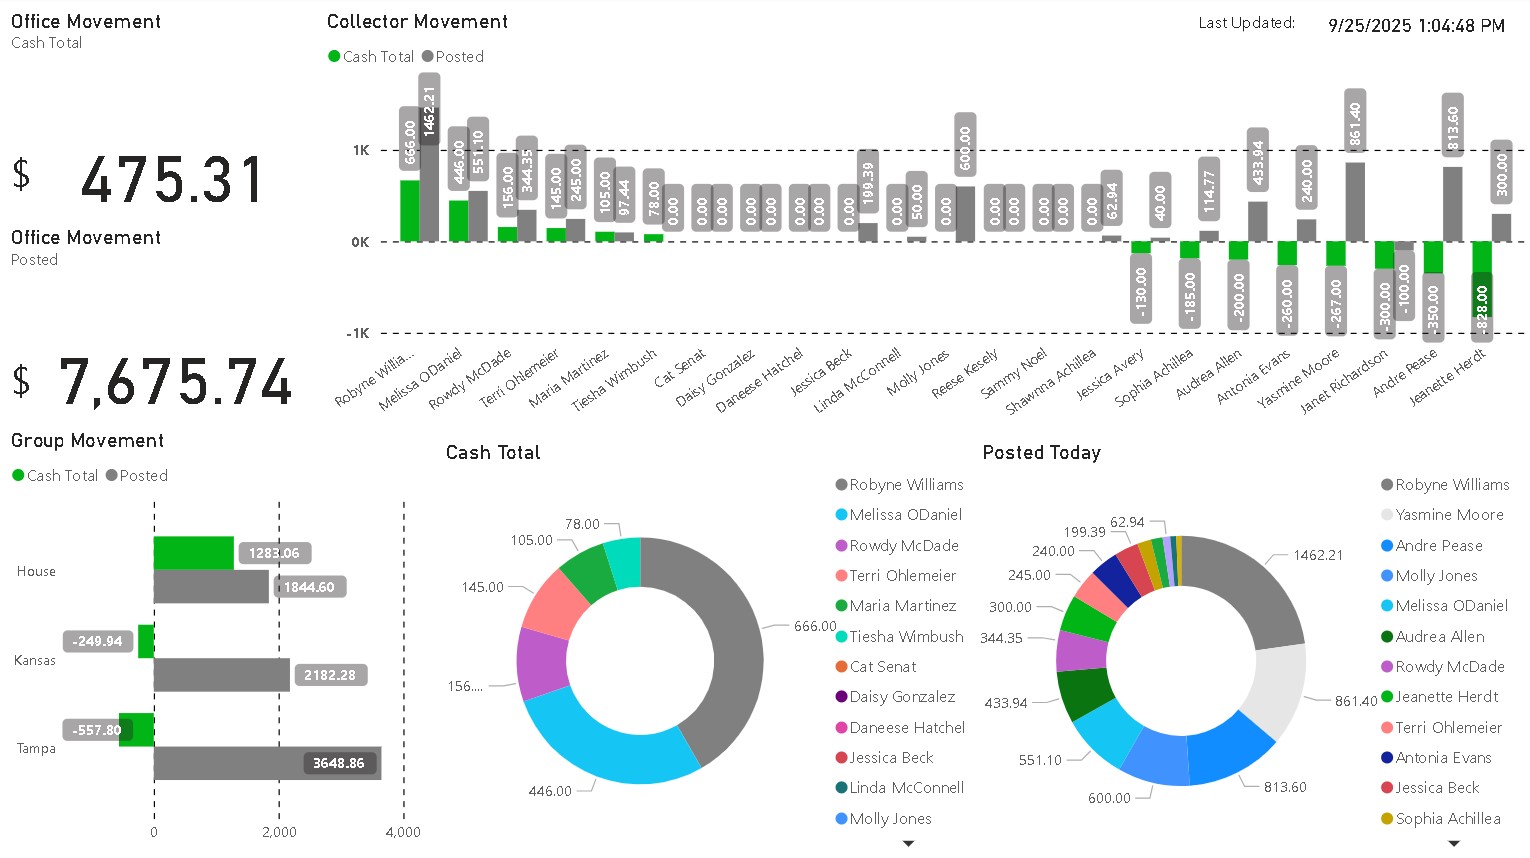 Office Movement
Cash Total
$ 475.31
Office Movement
Posted
$ 7,675.74
Collector Movement
Last Updated: 9/25/2025 1:04:48 PM
Cash Total Posted
1K
0K
-1K
666.00
1462.21
446.00
551.10
156.00
344.35
145.00
245.00
105.00
97.44
78.00
0.00
0.00
0.00
0.00
0.00
0.00
0.00
0.00
199.39
0.00
50.00
0.00
600.00
0.00
0.00
0.00
0.00
0.00
62.94
-130.00
40.00
-185.00
114.77
-200.00
433.94
-260.00
240.00
-267.00
861.40
-300.00
-100.00
-350.00
813.60
-828.00
300.00
Robyne Willia...
Melissa ODaniel
Rowdy McDade
Terri Ohlemeier
Maria Martinez
Tiesha Wimbush
Cat Senat
Daisy Gonzalez
Daneese Hatchel
Jessica Beck
Linda McConnell
Molly Jones
Reese Kesely
Sammy Noel
Shawnna Achillea
Jessica Avery
Sophia Achillea
Audrea Allen
Antonia Evans
Yasmine Moore
Janet Richardson
Andre Pease
Jeanette Herdt
Group Movement
Cash Total Posted
House
1283.06
1844.60
Kansas
-249.94
2182.28
Tampa
-557.80
3648.86
0 2,000 4,000
Cash Total
78.00
105.00
145.00
156....
446.00
666.00
Robyne Williams
Melissa ODaniel
Rowdy McDade
Terri Ohlemeier
Maria Martinez
Tiesha Wimbush
Cat Senat
Daisy Gonzalez
Daneese Hatchel
Jessica Beck
Linda McConnell
Molly Jones
Posted Today
62.94
199.39
240.00
245.00
300.00
344.35
433.94
551.10
600.00
813.60
861.40
1462.21
Robyne Williams
Yasmine Moore
Andre Pease
Molly Jones
Melissa ODaniel
Audrea Allen
Rowdy McDade
Jeanette Herdt
Terri Ohlemeier
Antonia Evans
Jessica Beck
Sophia Achillea